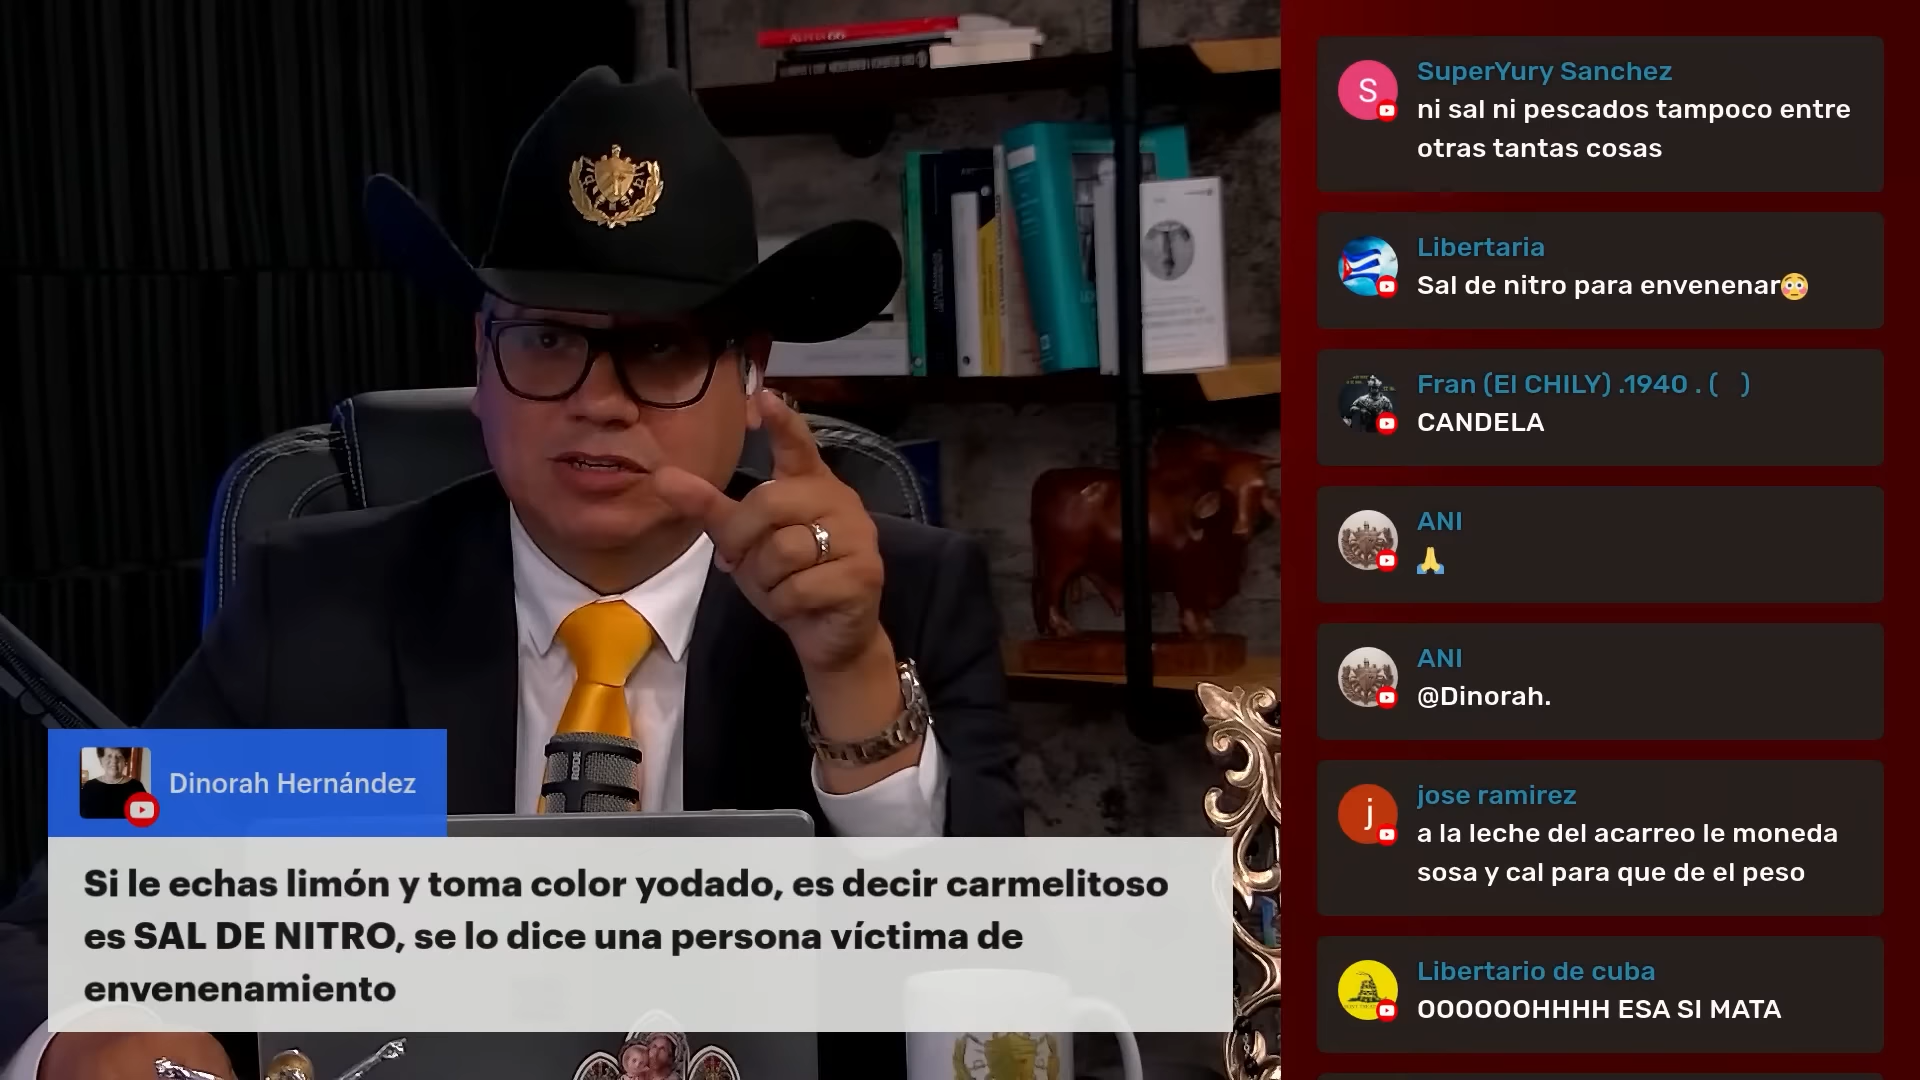 ALPHA 66
RODE
Dinorah Hernández
Si le echas limón y toma color yodado, es decir carmelitoso
es SAL DE NITRO, se lo dice una persona víctima de
envenenamiento
S
SuperYury Sanchez
ni sal ni pescados tampoco entre
otras tantas cosas
Libertaria
Sal de nitro para envenenar😳
Fran (El CHILY) .1940 . ( )
CANDELA
ANI
🙏
ANI
@Dinorah.
j
jose ramirez
a la leche del acarreo le moneda
sosa y cal para que de el peso
Libertario de cuba
OOOOOOHHHH ESA SI MATA